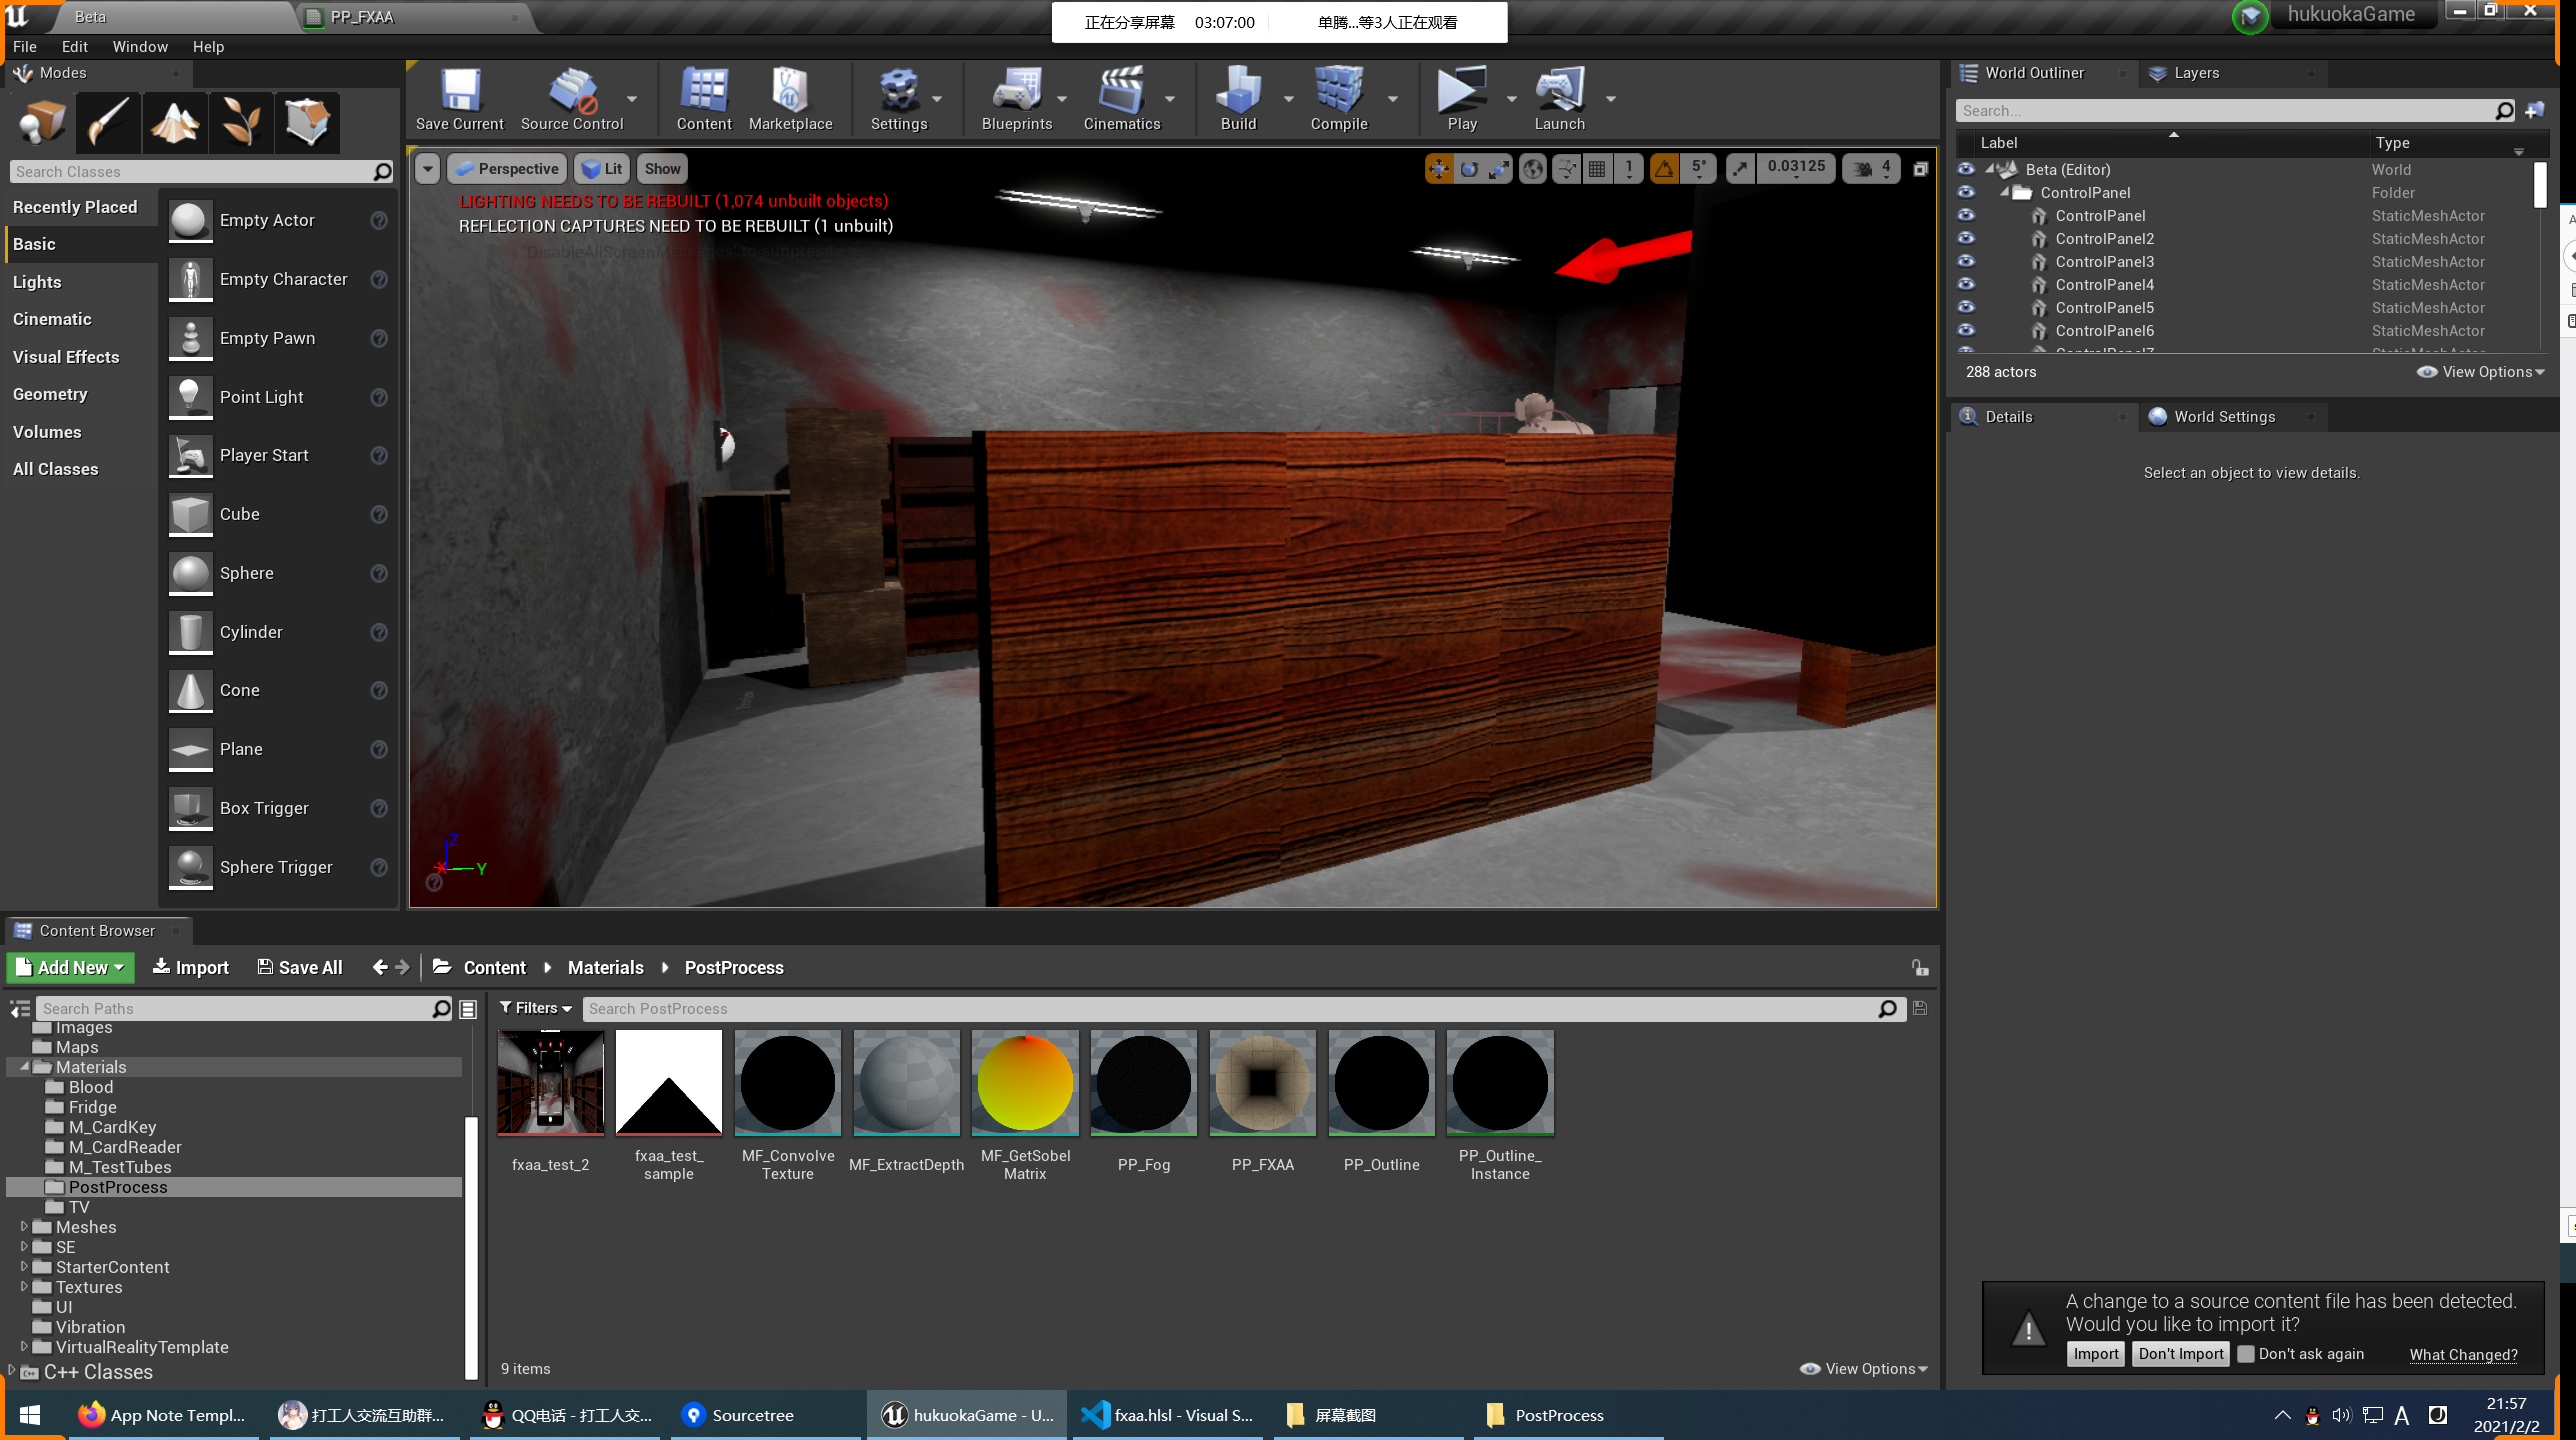 Beta
PP_FXAA
正在分享屏幕 03:07:00 单腾...等3人正在观看
hukuokaGame
File Edit Window Help
Modes
Save Current
Source Control
Content
Marketplace
Settings
Blueprints
Cinematics
Build
Compile
Play
Launch
World Outliner
Layers
Search...
Label Type
Beta (Editor) World
ControlPanel Folder
ControlPanel StaticMeshActor
ControlPanel2 StaticMeshActor
ControlPanel3 StaticMeshActor
ControlPanel4 StaticMeshActor
ControlPanel5 StaticMeshActor
ControlPanel6 StaticMeshActor
ControlPanel7 StaticMeshActor
288 actors
View Options
Details
World Settings
Select an object to view details.
Search Classes
Recently Placed
Basic
Lights
Cinematic
Visual Effects
Geometry
Volumes
All Classes
Empty Actor
Empty Character
Empty Pawn
Point Light
Player Start
Cube
Sphere
Cylinder
Cone
Plane
Box Trigger
Sphere Trigger
Perspective
Lit
Show
1
5°
0.03125
4
LIGHTING NEEDS TO BE REBUILT (1,074 unbuilt objects)
REFLECTION CAPTURES NEED TO BE REBUILT (1 unbuilt)
'DisableAllScreenMessages' to suppress
Z
X
Y
Content Browser
Add New
Import
Save All
Content
Materials
PostProcess
Search Paths
Filters
Search PostProcess
Images
Maps
Materials
Blood
Fridge
M_CardKey
M_CardReader
M_TestTubes
PostProcess
TV
Meshes
SE
StarterContent
Textures
UI
Vibration
VirtualRealityTemplate
C++ Classes
fxaa_test_2
fxaa_test_
sample
MF_Convolve
Texture
MF_ExtractDepth
MF_GetSobel
Matrix
PP_Fog
PP_FXAA
PP_Outline
PP_Outline_
Instance
9 items
View Options
A change to a source content file has been detected.
Would you like to import it?
Import
Don't Import
Don't ask again
What Changed?
App Note Templ...
打工人交流互助群...
QQ电话 - 打工人交...
Sourcetree
hukuokaGame - U...
fxaa.hlsl - Visual S...
屏幕截图
PostProcess
A
21:57
2021/2/2